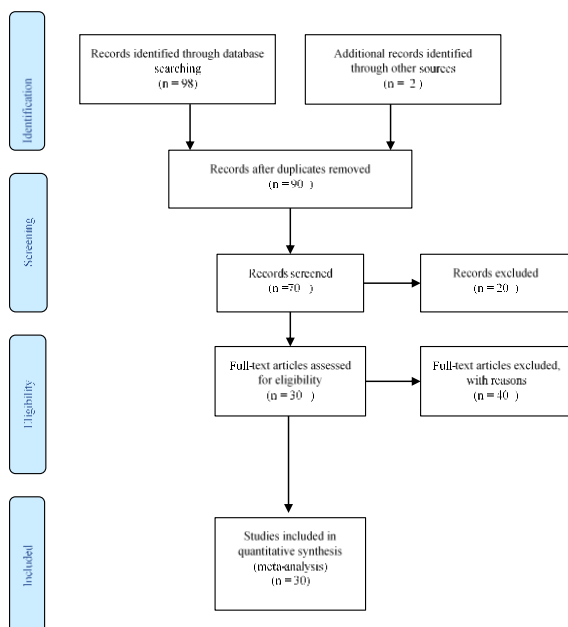 Identification
Records identified through database
searching
(n = 98)
Additional records identified
through other sources
(n = 2 )
Records after duplicates removed
(n = 90 )
Screening
Records screened
(n =70 )
Records excluded
(n = 20 )
Eligibility
Full-text articles assessed
for eligibility
(n = 30 )
Full-text articles excluded,
with reasons
(n = 40 )
Included
Studies included in
quantitative synthesis
(meta-analysis)
(n = 30)